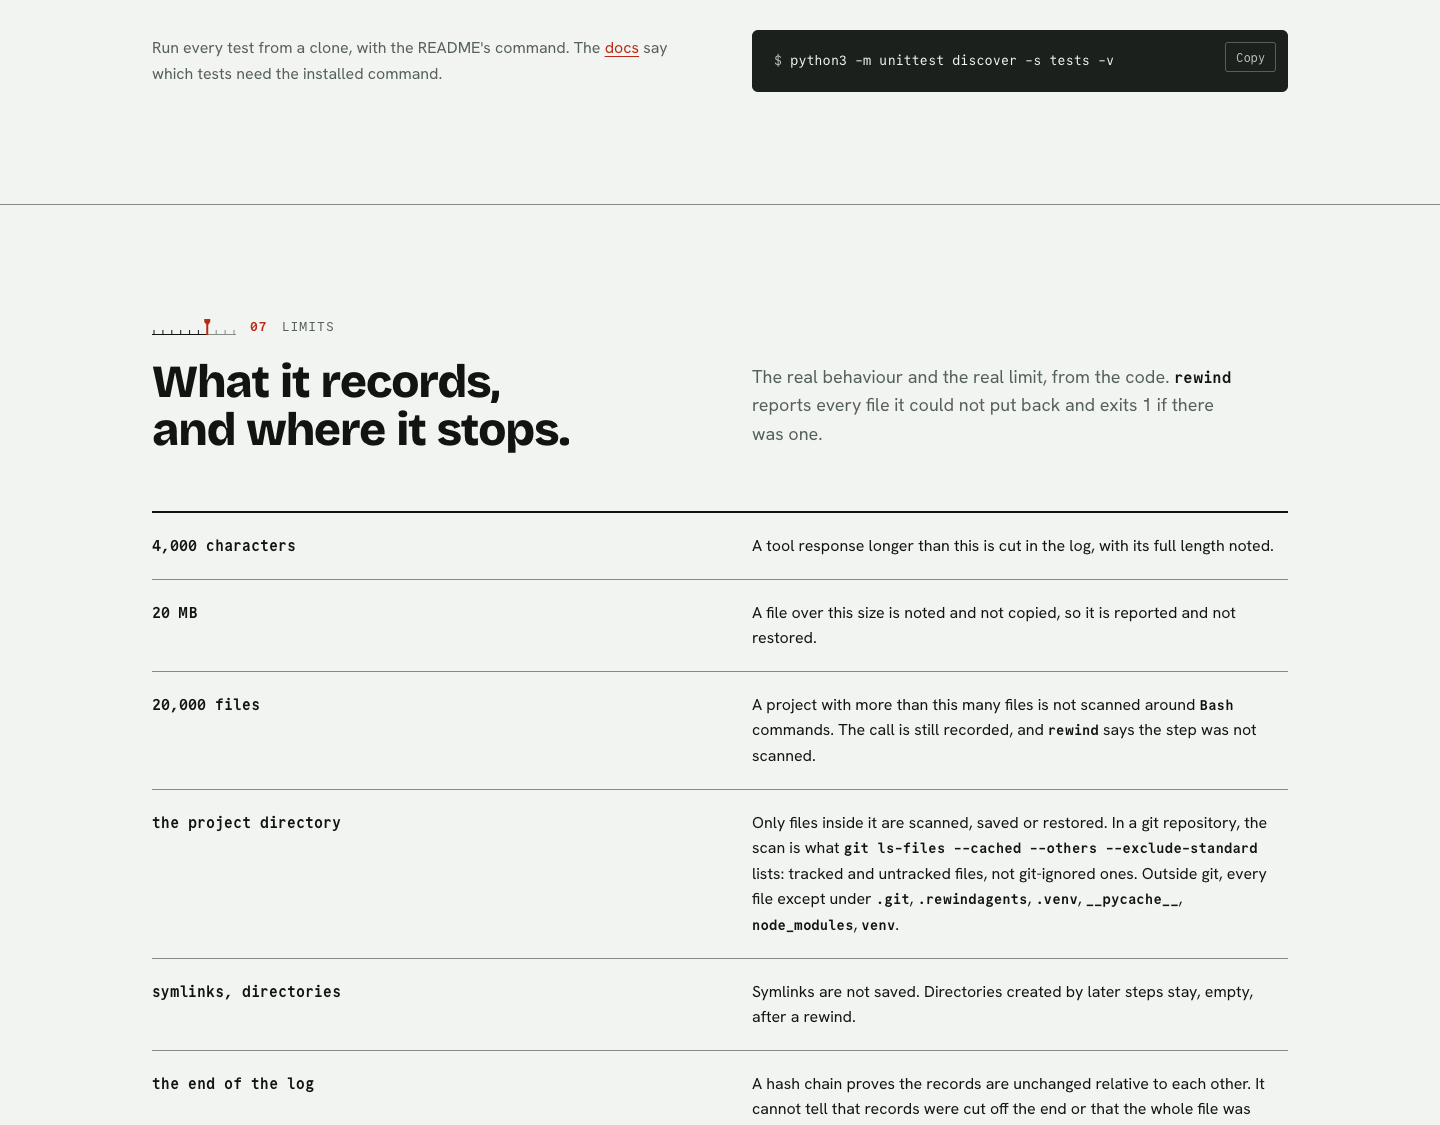 Run every test from a clone, with the README's command. The docs say
which tests need the installed command.
$ python3 -m unittest discover -s tests -v
Copy
07 LIMITS
What it records,
and where it stops.
The real behaviour and the real limit, from the code. rewind
reports every file it could not put back and exits 1 if there
was one.
4,000 characters
A tool response longer than this is cut in the log, with its full length noted.
20 MB
A file over this size is noted and not copied, so it is reported and not
restored.
20,000 files
A project with more than this many files is not scanned around Bash
commands. The call is still recorded, and rewind says the step was not
scanned.
the project directory
Only files inside it are scanned, saved or restored. In a git repository, the
scan is what git ls-files --cached --others --exclude-standard
lists: tracked and untracked files, not git-ignored ones. Outside git, every
file except under .git, .rewindagents, .venv, __pycache__,
node_modules, venv.
symlinks, directories
Symlinks are not saved. Directories created by later steps stay, empty,
after a rewind.
the end of the log
A hash chain proves the records are unchanged relative to each other. It
cannot tell that records were cut off the end or that the whole file was